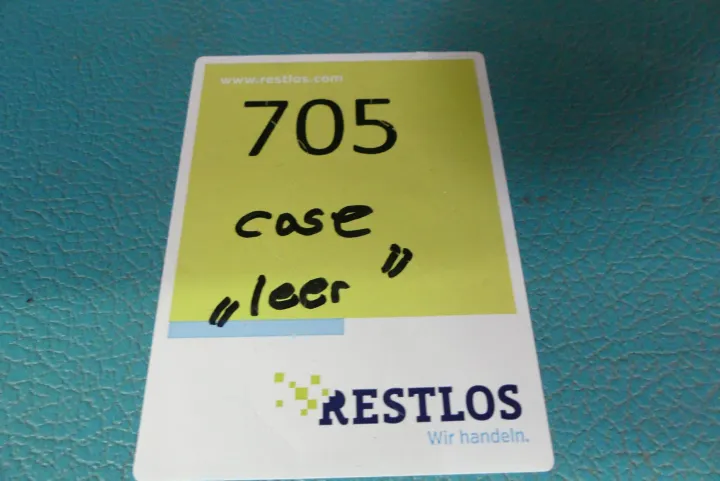 www.restlos.com
705
case
„leer"
RESTLOS
Wir handeln.